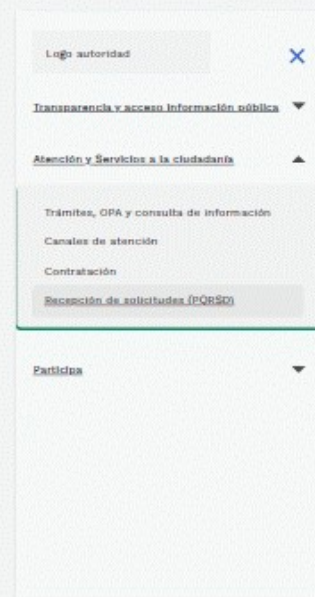 Logo autoridad
Transparencia y acceso información pública
Atención y Servicios a la ciudadanía
Trámites, OPA y consulta de información
Canales de atención
Contratación
Recepción de solicitudes (PQRSD)
Participa